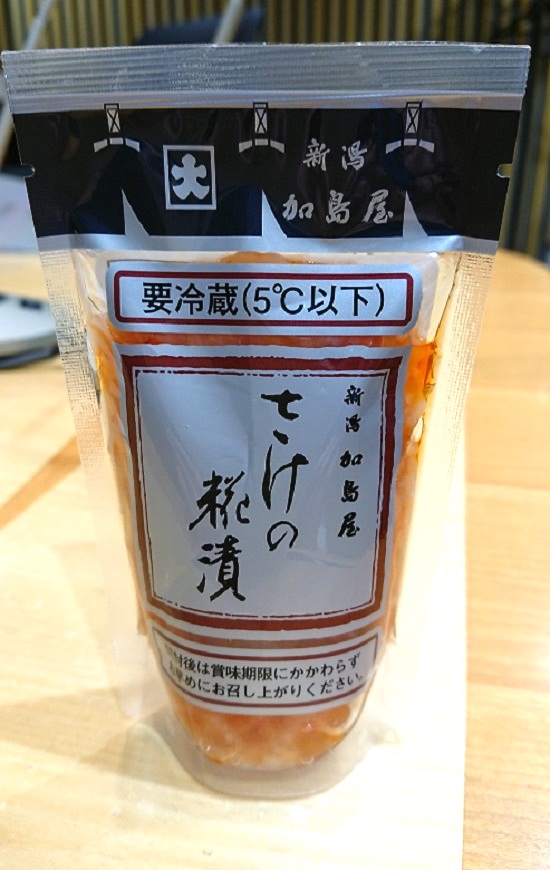 大
新潟
加島屋
要冷蔵(5℃以下)
新潟 加島屋
さけの
糀漬
開封後は賞味期限にかかわらず
お早めにお召し上がりください。